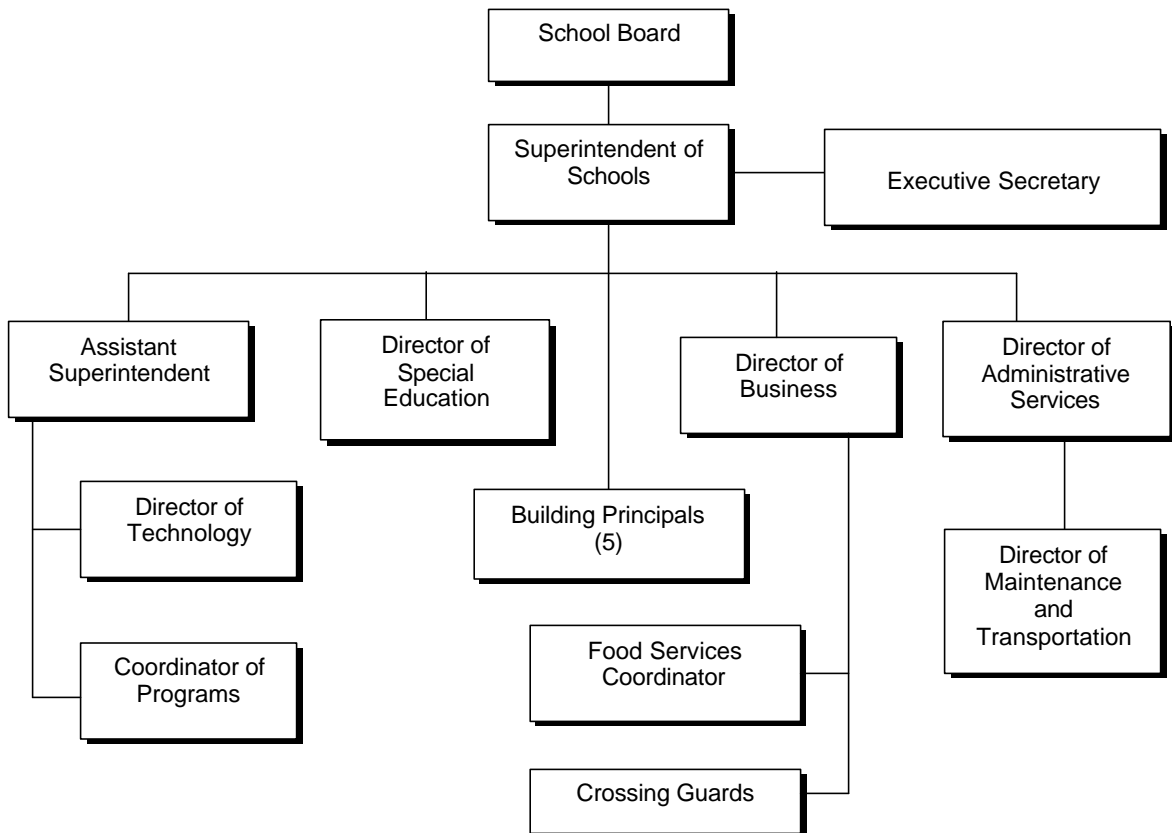 School Board
Superintendent of
Schools
Executive Secretary
Assistant
Superintendent
Director of
Special
Education
Director of
Business
Director of
Administrative
Services
Director of
Technology
Building Principals
(5)
Director of
Maintenance
and
Transportation
Coordinator of
Programs
Food Services
Coordinator
Crossing Guards